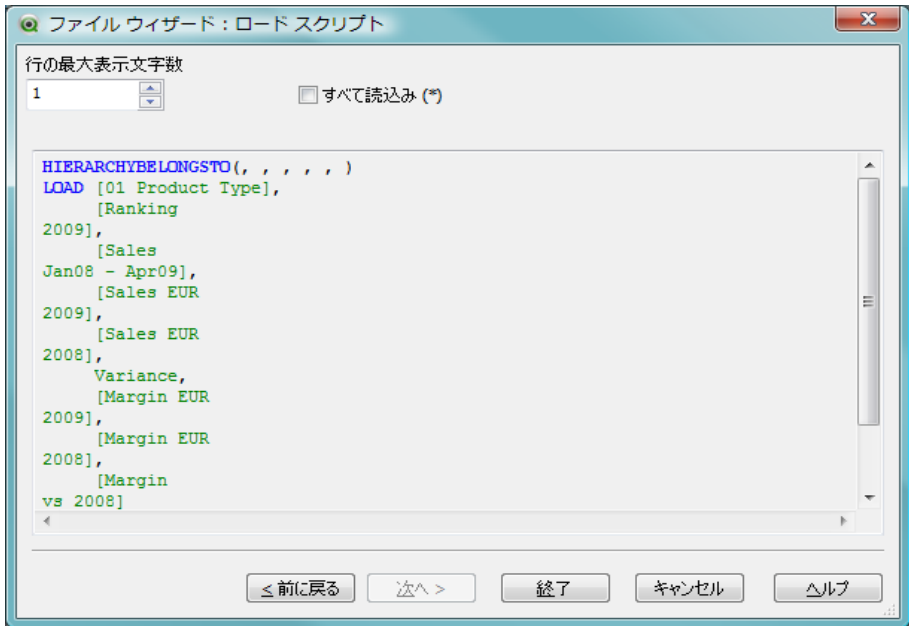 ファイル ウィザード：ロード スクリプト
行の最大表示文字数
1
すべて読込み (*)
HIERARCHYBELONGSTO(, , , , , , )
LOAD [01 Product Type],
[Ranking
2009],
[Sales
Jan08 - Apr09],
[Sales EUR
2009],
[Sales EUR
2008],
Variance,
[Margin EUR
2009],
[Margin EUR
2008],
[Margin
vs 2008]
< 前に戻る 次へ > 終了 キャンセル ヘルプ